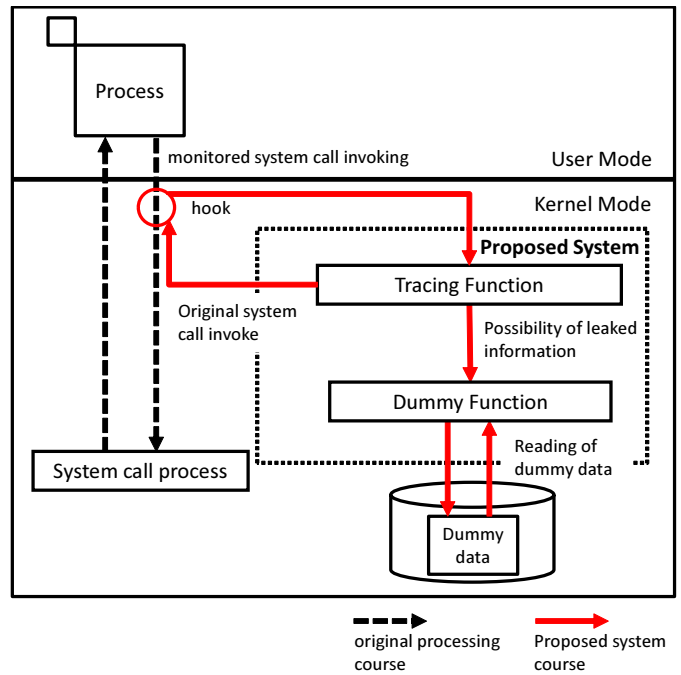 Process
monitored system call invoking
User Mode
hook
Kernel Mode
Proposed System
Tracing Function
Original system
call invoke
Possibility of leaked
information
Dummy Function
System call process
Reading of
dummy data
Dummy
data
original processing
course
Proposed system
course